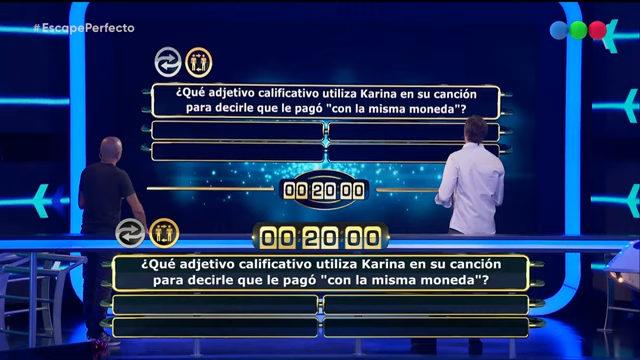 #EscapePerfecto
¿Qué adjetivo calificativo utiliza Karina en su canción
para decirle que le pagó "con la misma moneda"?
00:20:00
00:20:00
¿Qué adjetivo calificativo utiliza Karina en su canción
para decirle que le pagó "con la misma moneda"?